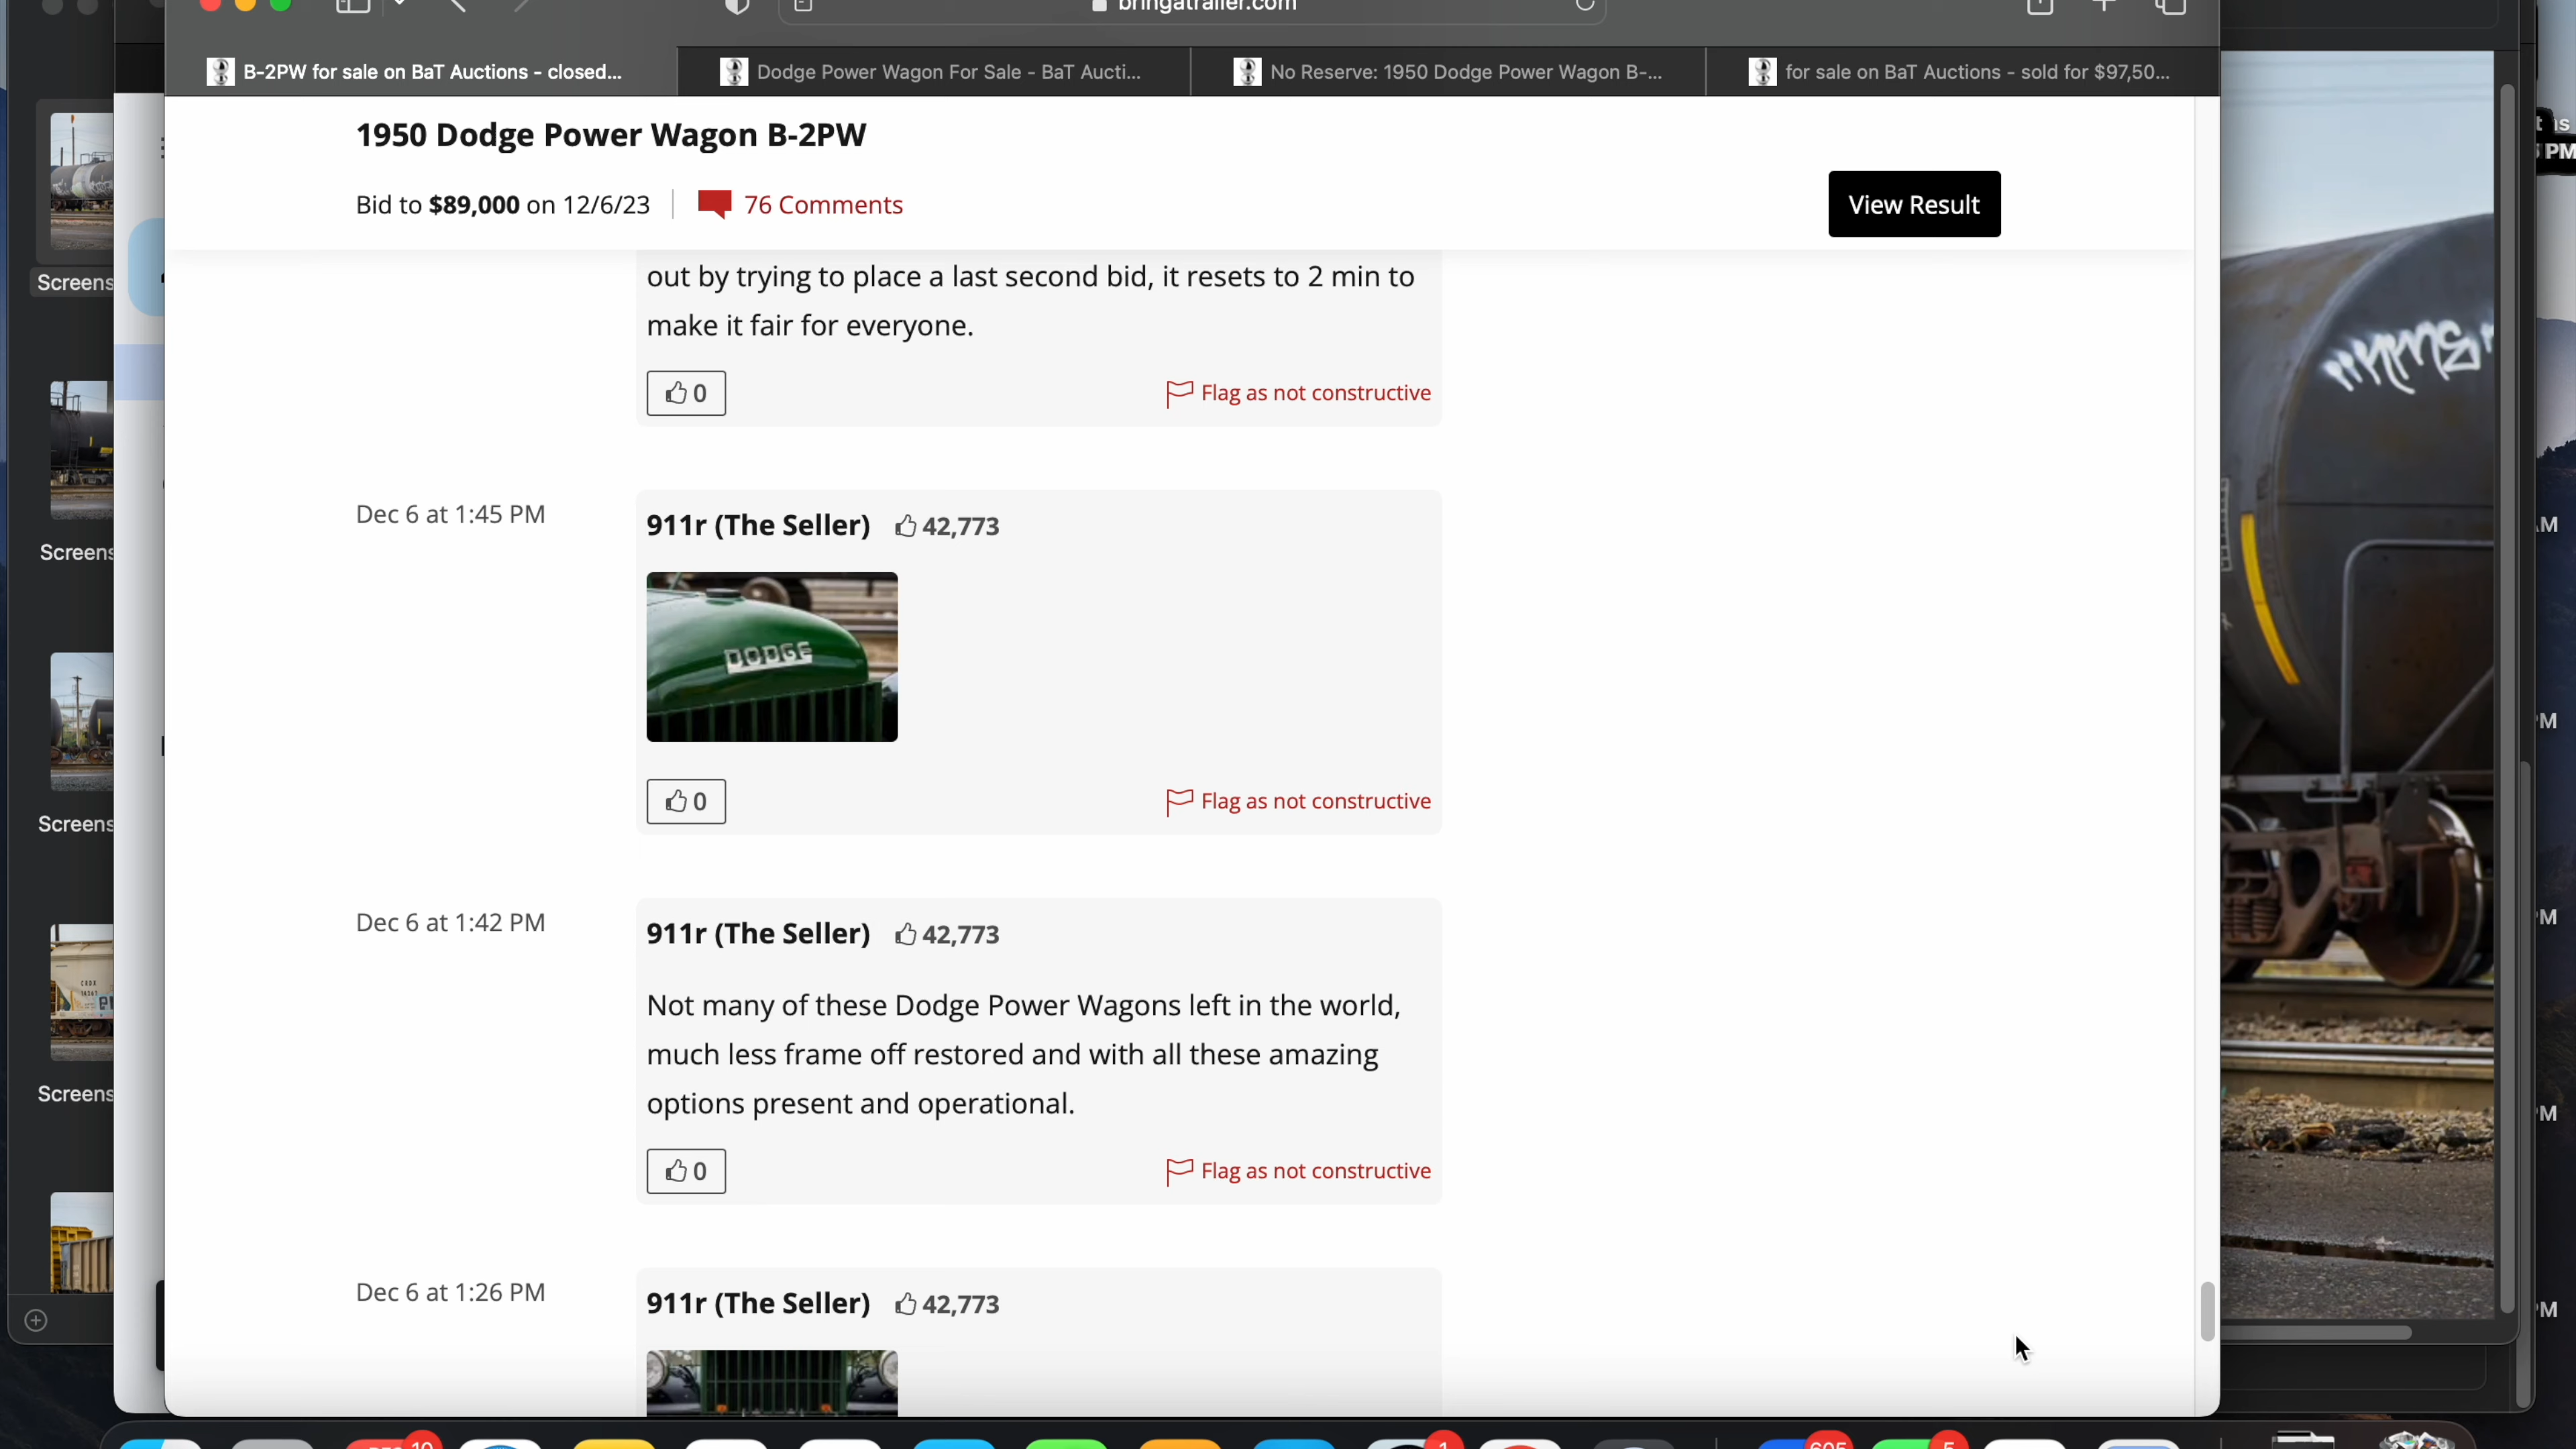 bringatrailer.com
B-2PW for sale on BaT Auctions - closed...
Dodge Power Wagon For Sale - BaT Aucti...
No Reserve: 1950 Dodge Power Wagon B-...
for sale on BaT Auctions - sold for $97,50...
1950 Dodge Power Wagon B-2PW
Bid to $89,000 on 12/6/23
76 Comments
View Result
out by trying to place a last second bid, it resets to 2 min to
make it fair for everyone.
0
Flag as not constructive
Dec 6 at 1:45 PM
911r (The Seller) 42,773
DODGE
0
Flag as not constructive
Dec 6 at 1:42 PM
911r (The Seller) 42,773
Not many of these Dodge Power Wagons left in the world,
much less frame off restored and with all these amazing
options present and operational.
0
Flag as not constructive
Dec 6 at 1:26 PM
911r (The Seller) 42,773
Screens
Screens
Screens
Screens
PM
1
605
5